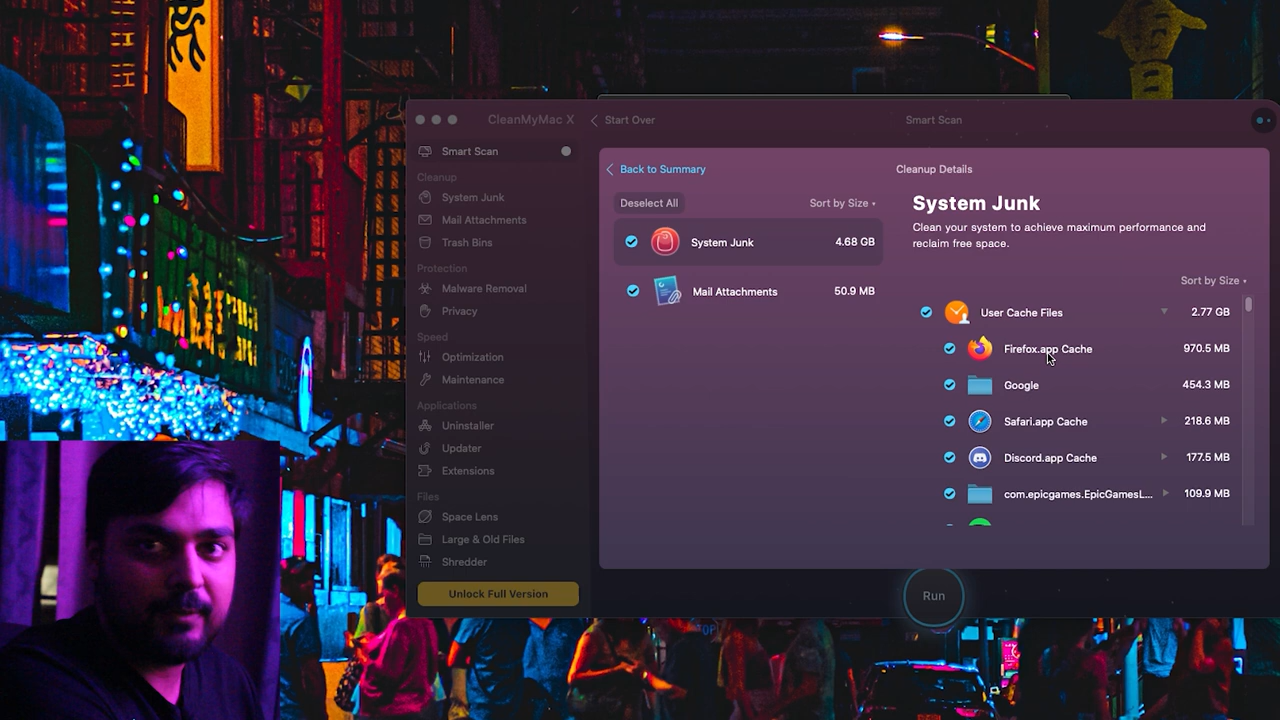 CleanMyMac X
Start Over
Smart Scan
Smart Scan
Cleanup
System Junk
Mail Attachments
Trash Bins
Protection
Malware Removal
Privacy
Speed
Optimization
Maintenance
Applications
Uninstaller
Updater
Extensions
Files
Space Lens
Large & Old Files
Shredder
Unlock Full Version
Back to Summary
Cleanup Details
Deselect All
Sort by Size
System Junk 4.68 GB
Mail Attachments 50.9 MB
System Junk
Clean your system to achieve maximum performance and
reclaim free space.
Sort by Size
User Cache Files 2.77 GB
Firefox.app Cache 970.5 MB
Google 454.3 MB
Safari.app Cache 218.6 MB
Discord.app Cache 177.5 MB
com.epicgames.EpicGamesL... 109.9 MB
Run